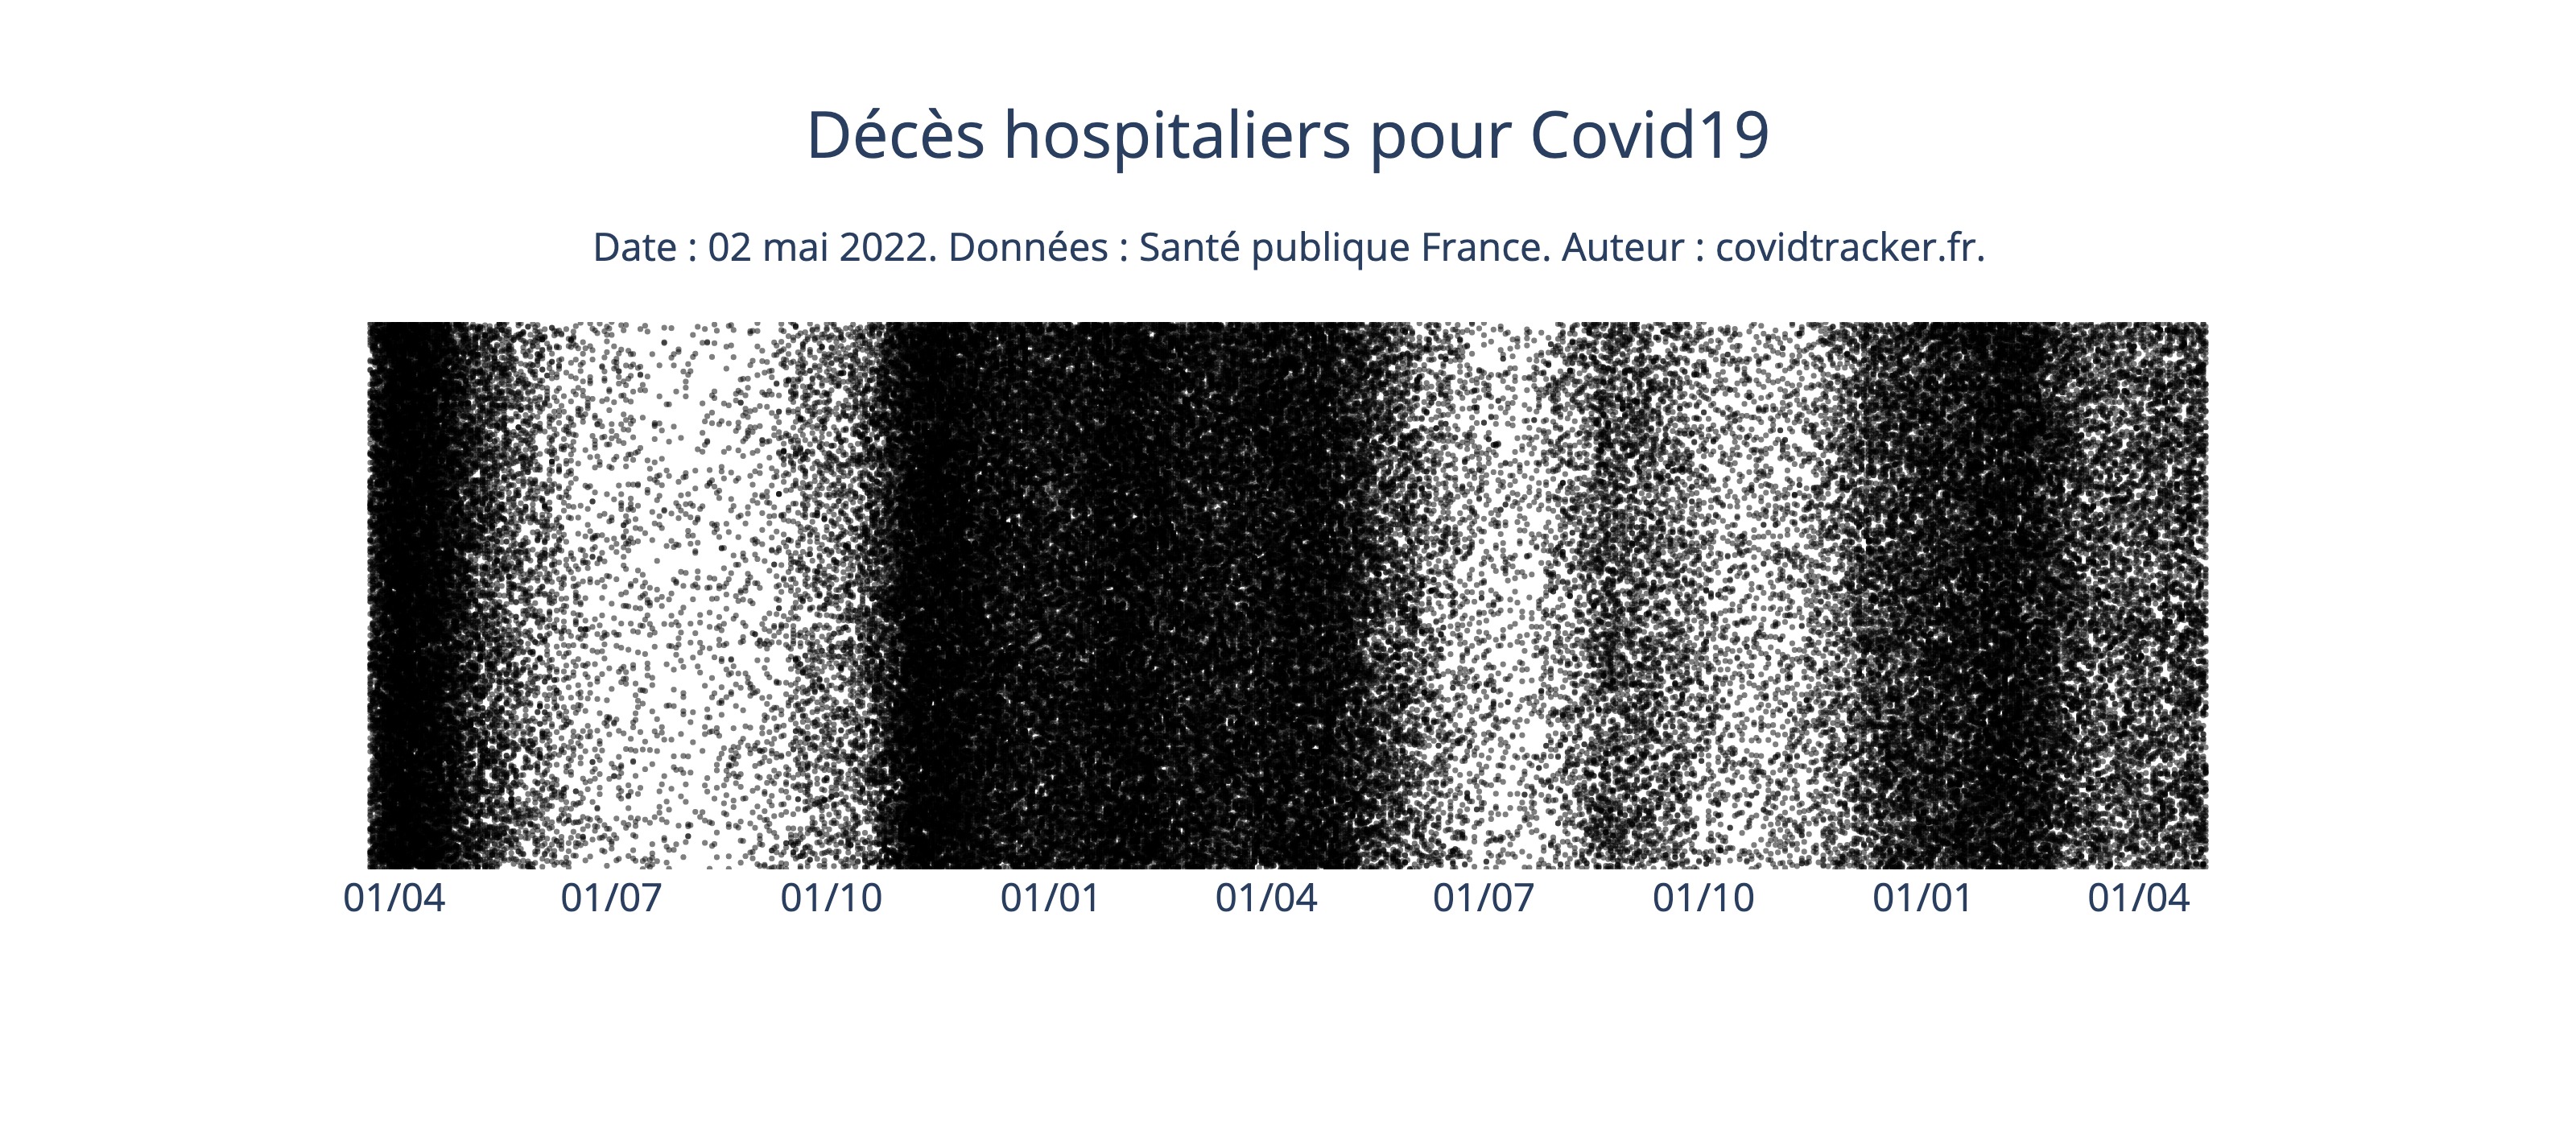 Décès hospitaliers pour Covid19
Date : 02 mai 2022. Données : Santé publique France. Auteur : covidtracker.fr.
01/04 01/07 01/10 01/01 01/04 01/07 01/10 01/01 01/04